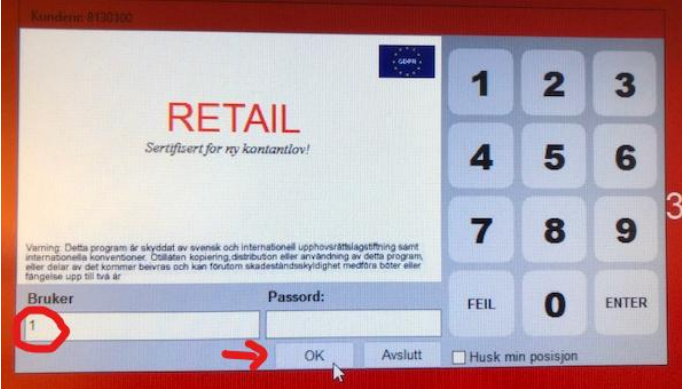 Kundenr: 8130100
GDPR
RETAIL
Sertifisert for ny kontantlov!
Varning: Detta program är skyddat av svensk och internationell upphovsrättslagstiftning samt
internationella konventioner. Otillåten kopiering,distribution eller användning av detta program,
eller delar av det kommer beivras och kan förutom skadeståndsskyldighet medföra böter eller
fängelse upp till två år
Bruker
Passord:
1
OK
Avslutt
1 2 3
4 5 6
7 8 9
FEIL 0 ENTER
Husk min posisjon
3